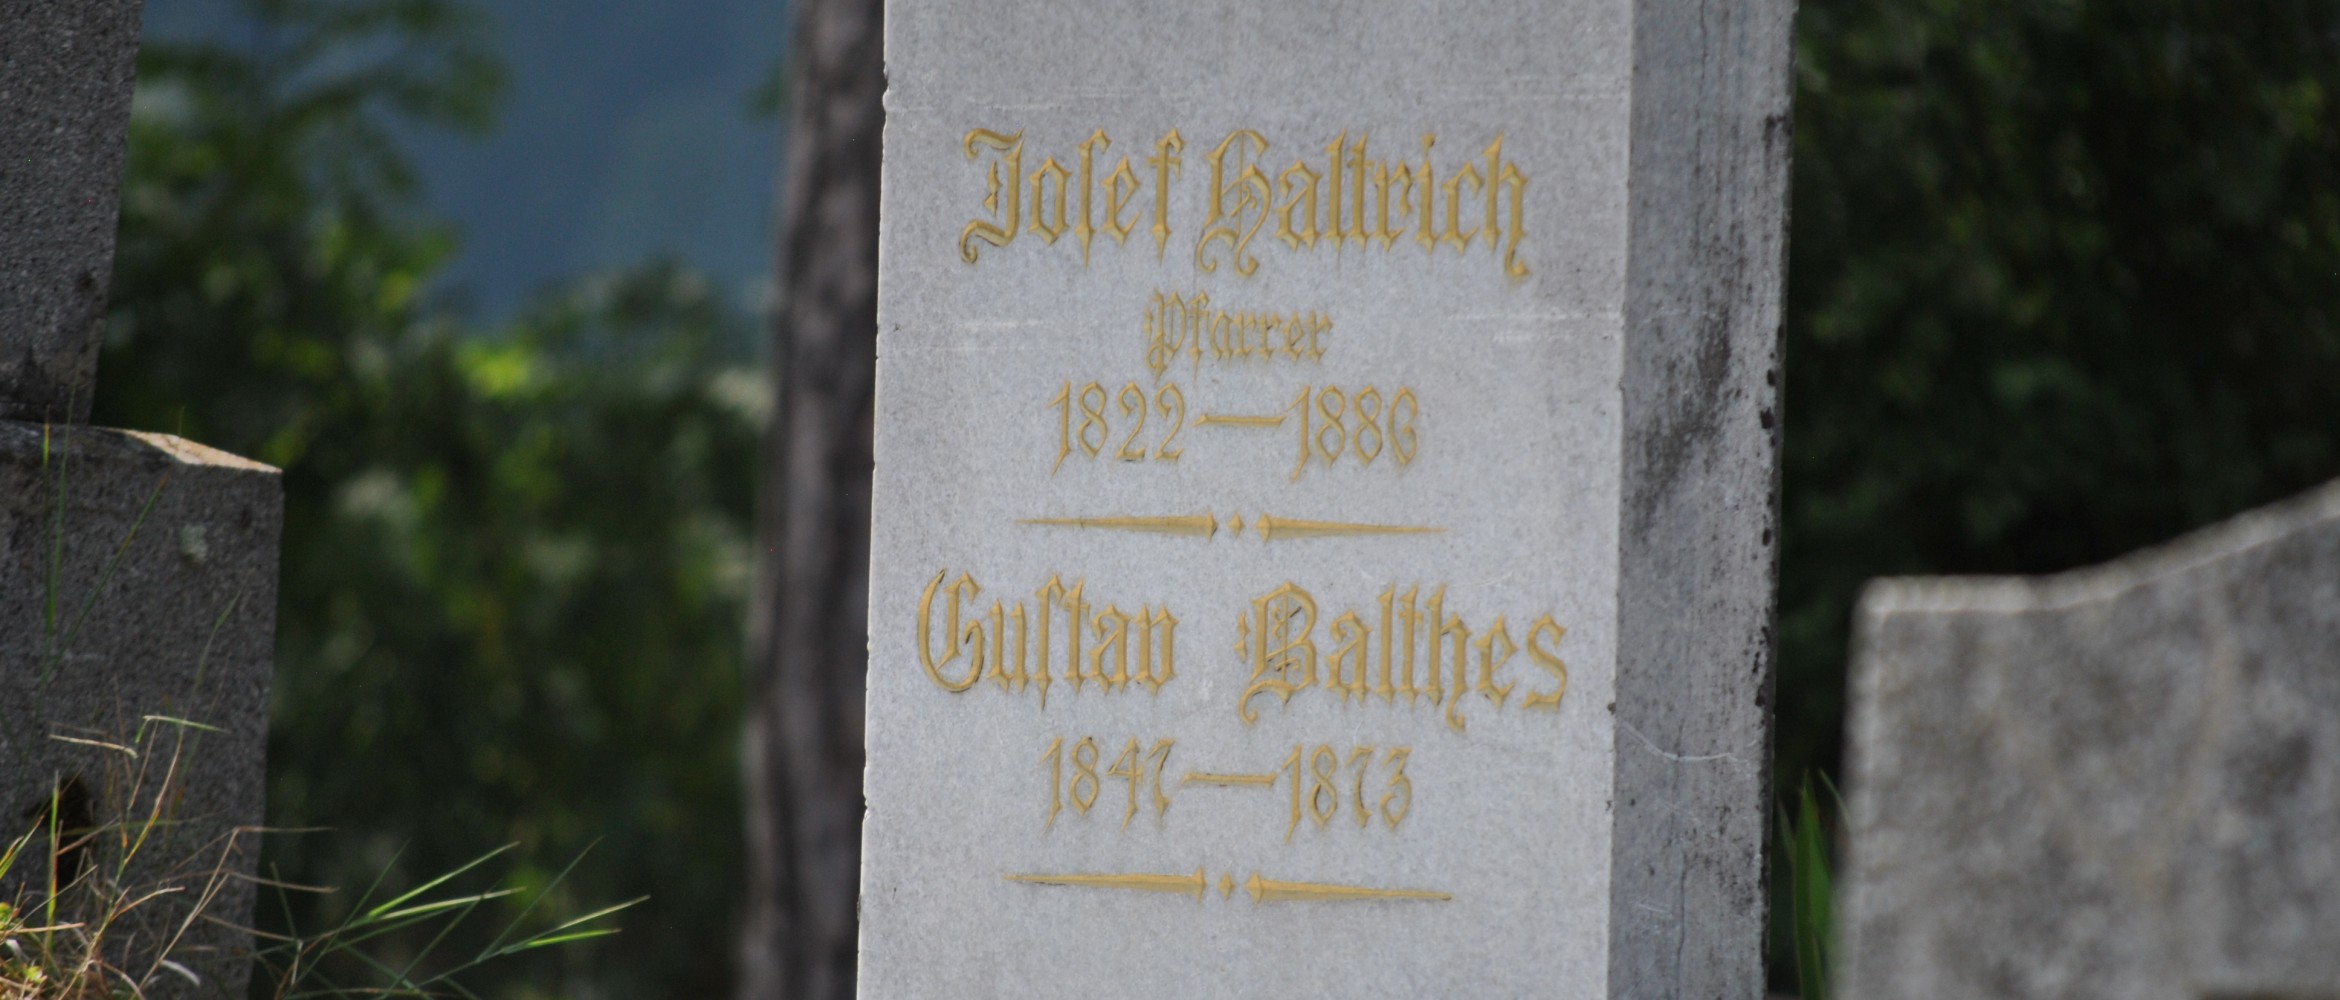 Josef Haltrich
Pfarrer
1822—1886
Gustav Balthes
1847—1873